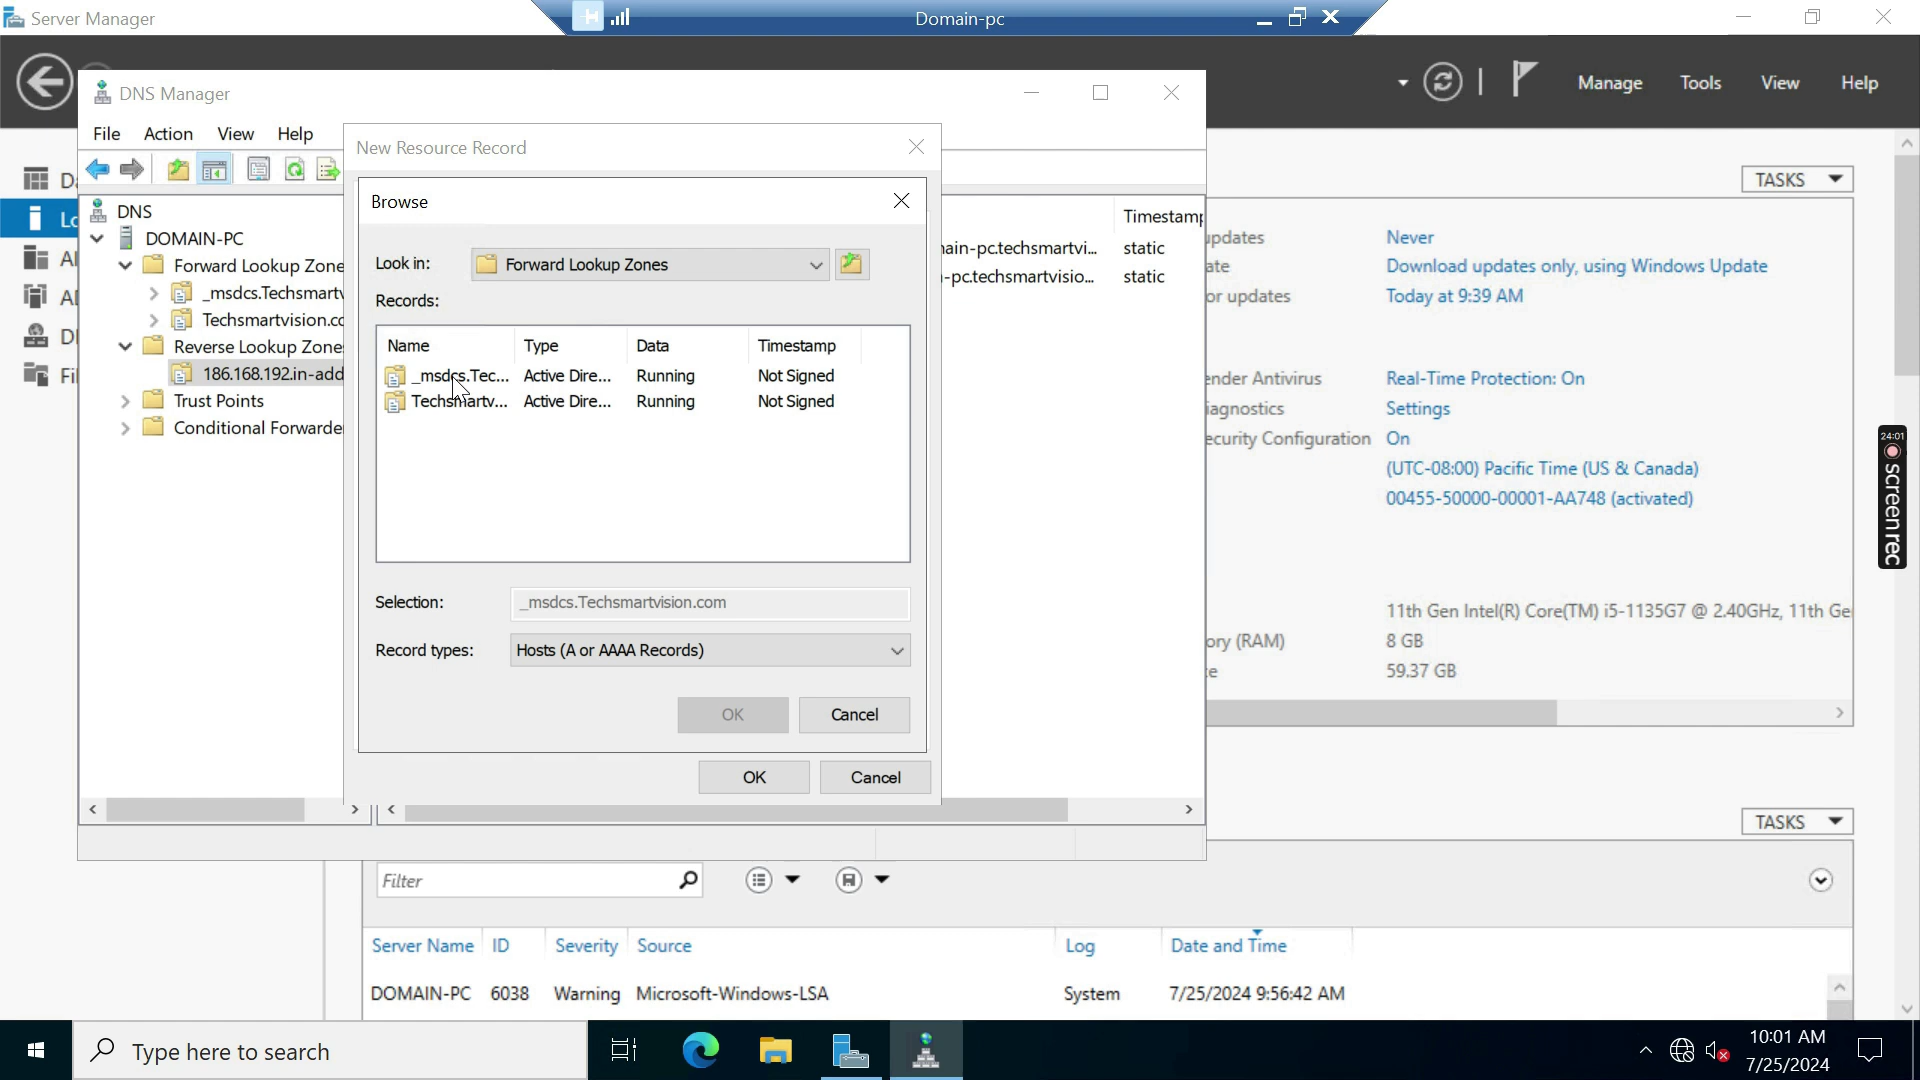 Server Manager
Domain-pc
Manage
Tools
View
Help
DNS Manager
File Action View Help
New Resource Record
Browse
TASKS
DNS
DOMAIN-PC
Forward Lookup Zone
_msdcs.Techsmartv
Techsmartvision.co
Reverse Lookup Zone
186.168.192.in-add
Trust Points
Conditional Forwarde
Look in:
Forward Lookup Zones
Records:
Name Type Data Timestamp
_msdcs.Tec... Active Dire... Running Not Signed
Techsmartv... Active Dire... Running Not Signed
Selection:
_msdcs.Techsmartvision.com
Record types:
Hosts (A or AAAA Records)
OK Cancel
OK Cancel
Timestamp
ain-pc.techsmartvi... static
-pc.techsmartvisio... static
updates Never
ate Download updates only, using Windows Update
or updates Today at 9:39 AM
ender Antivirus Real-Time Protection: On
iagnostics Settings
ecurity Configuration On
(UTC-08:00) Pacific Time (US & Canada)
00455-50000-00001-AA748 (activated)
11th Gen Intel(R) Core(TM) i5-1135G7 @ 2.40GHz, 11th Ge
ory (RAM) 8 GB
e 59.37 GB
24:01
screenrec
TASKS
Filter
Server Name ID Severity Source Log Date and Time
DOMAIN-PC 6038 Warning Microsoft-Windows-LSA System 7/25/2024 9:56:42 AM
Type here to search
10:01 AM
7/25/2024